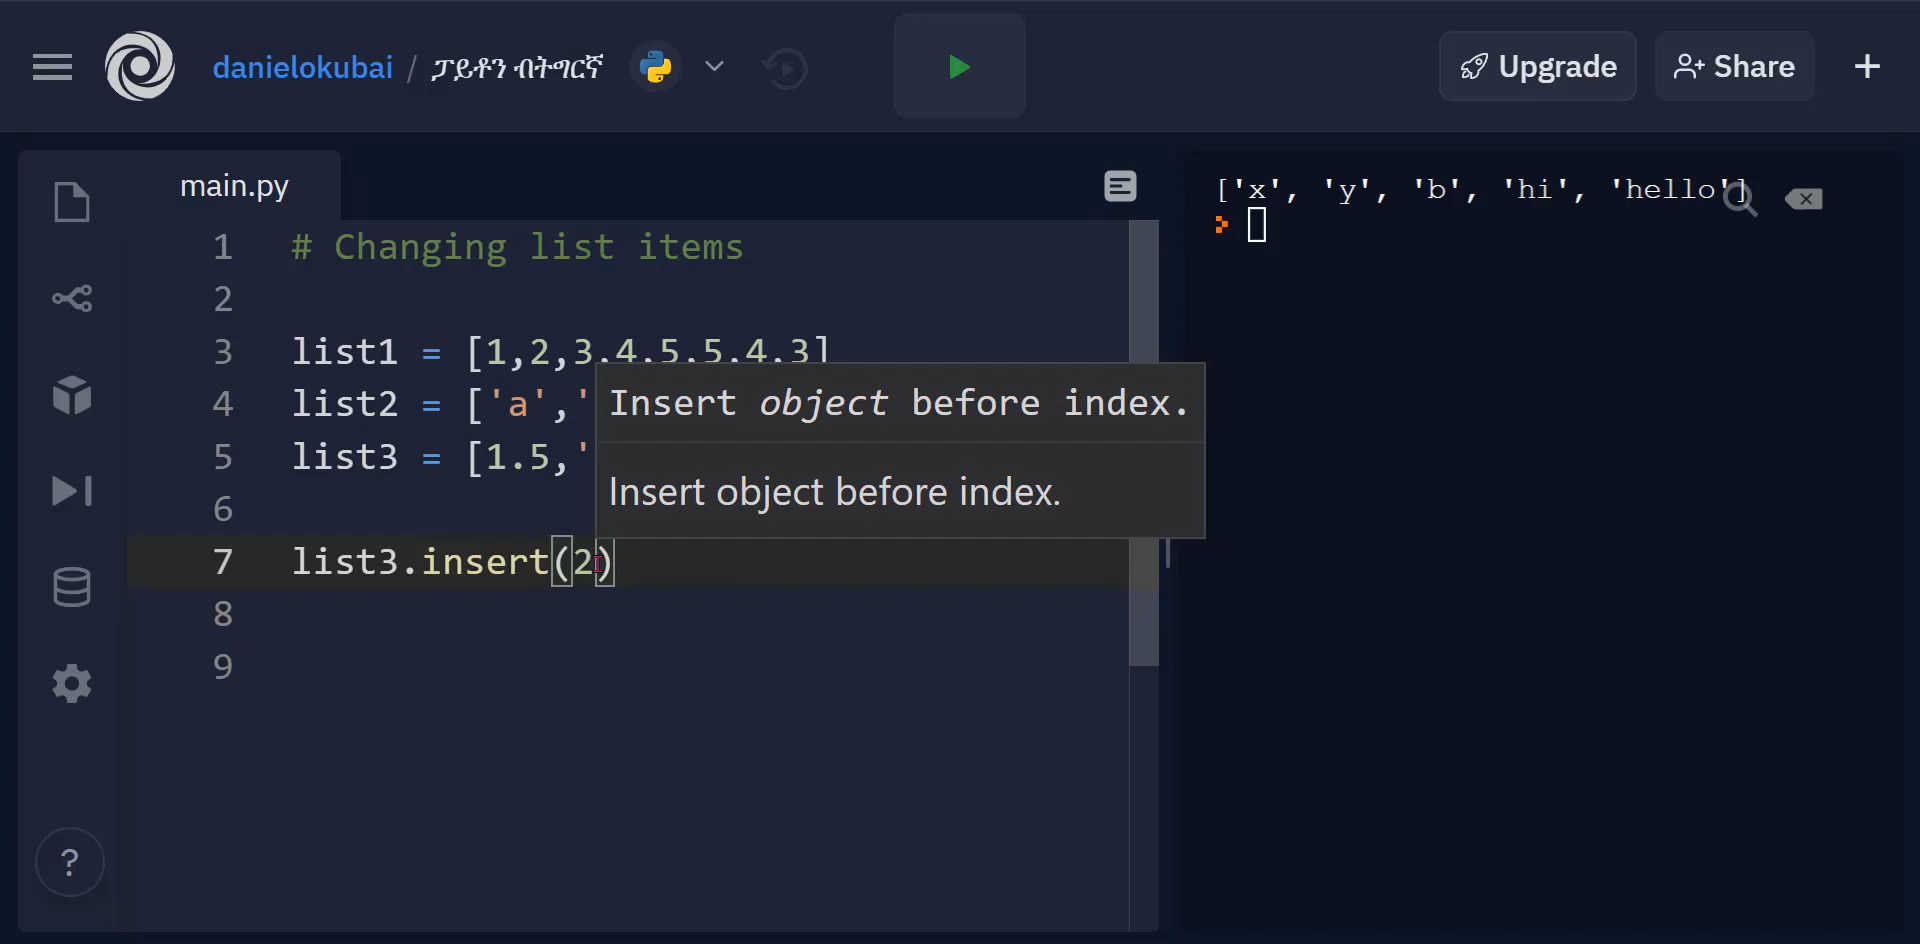 danielokubai / ፓይቶን ብትግርኛ
Upgrade
Share
+
main.py
['x', 'y', 'b', 'hi', 'hello']
1 # Changing list items
2
3 list1 = [1,2,3,4,5,5,4,3]
4 list2 = ['a','
5 list3 = [1.5,'
Insert object before index.
Insert object before index.
6
7 list3.insert(2)
8
9
?